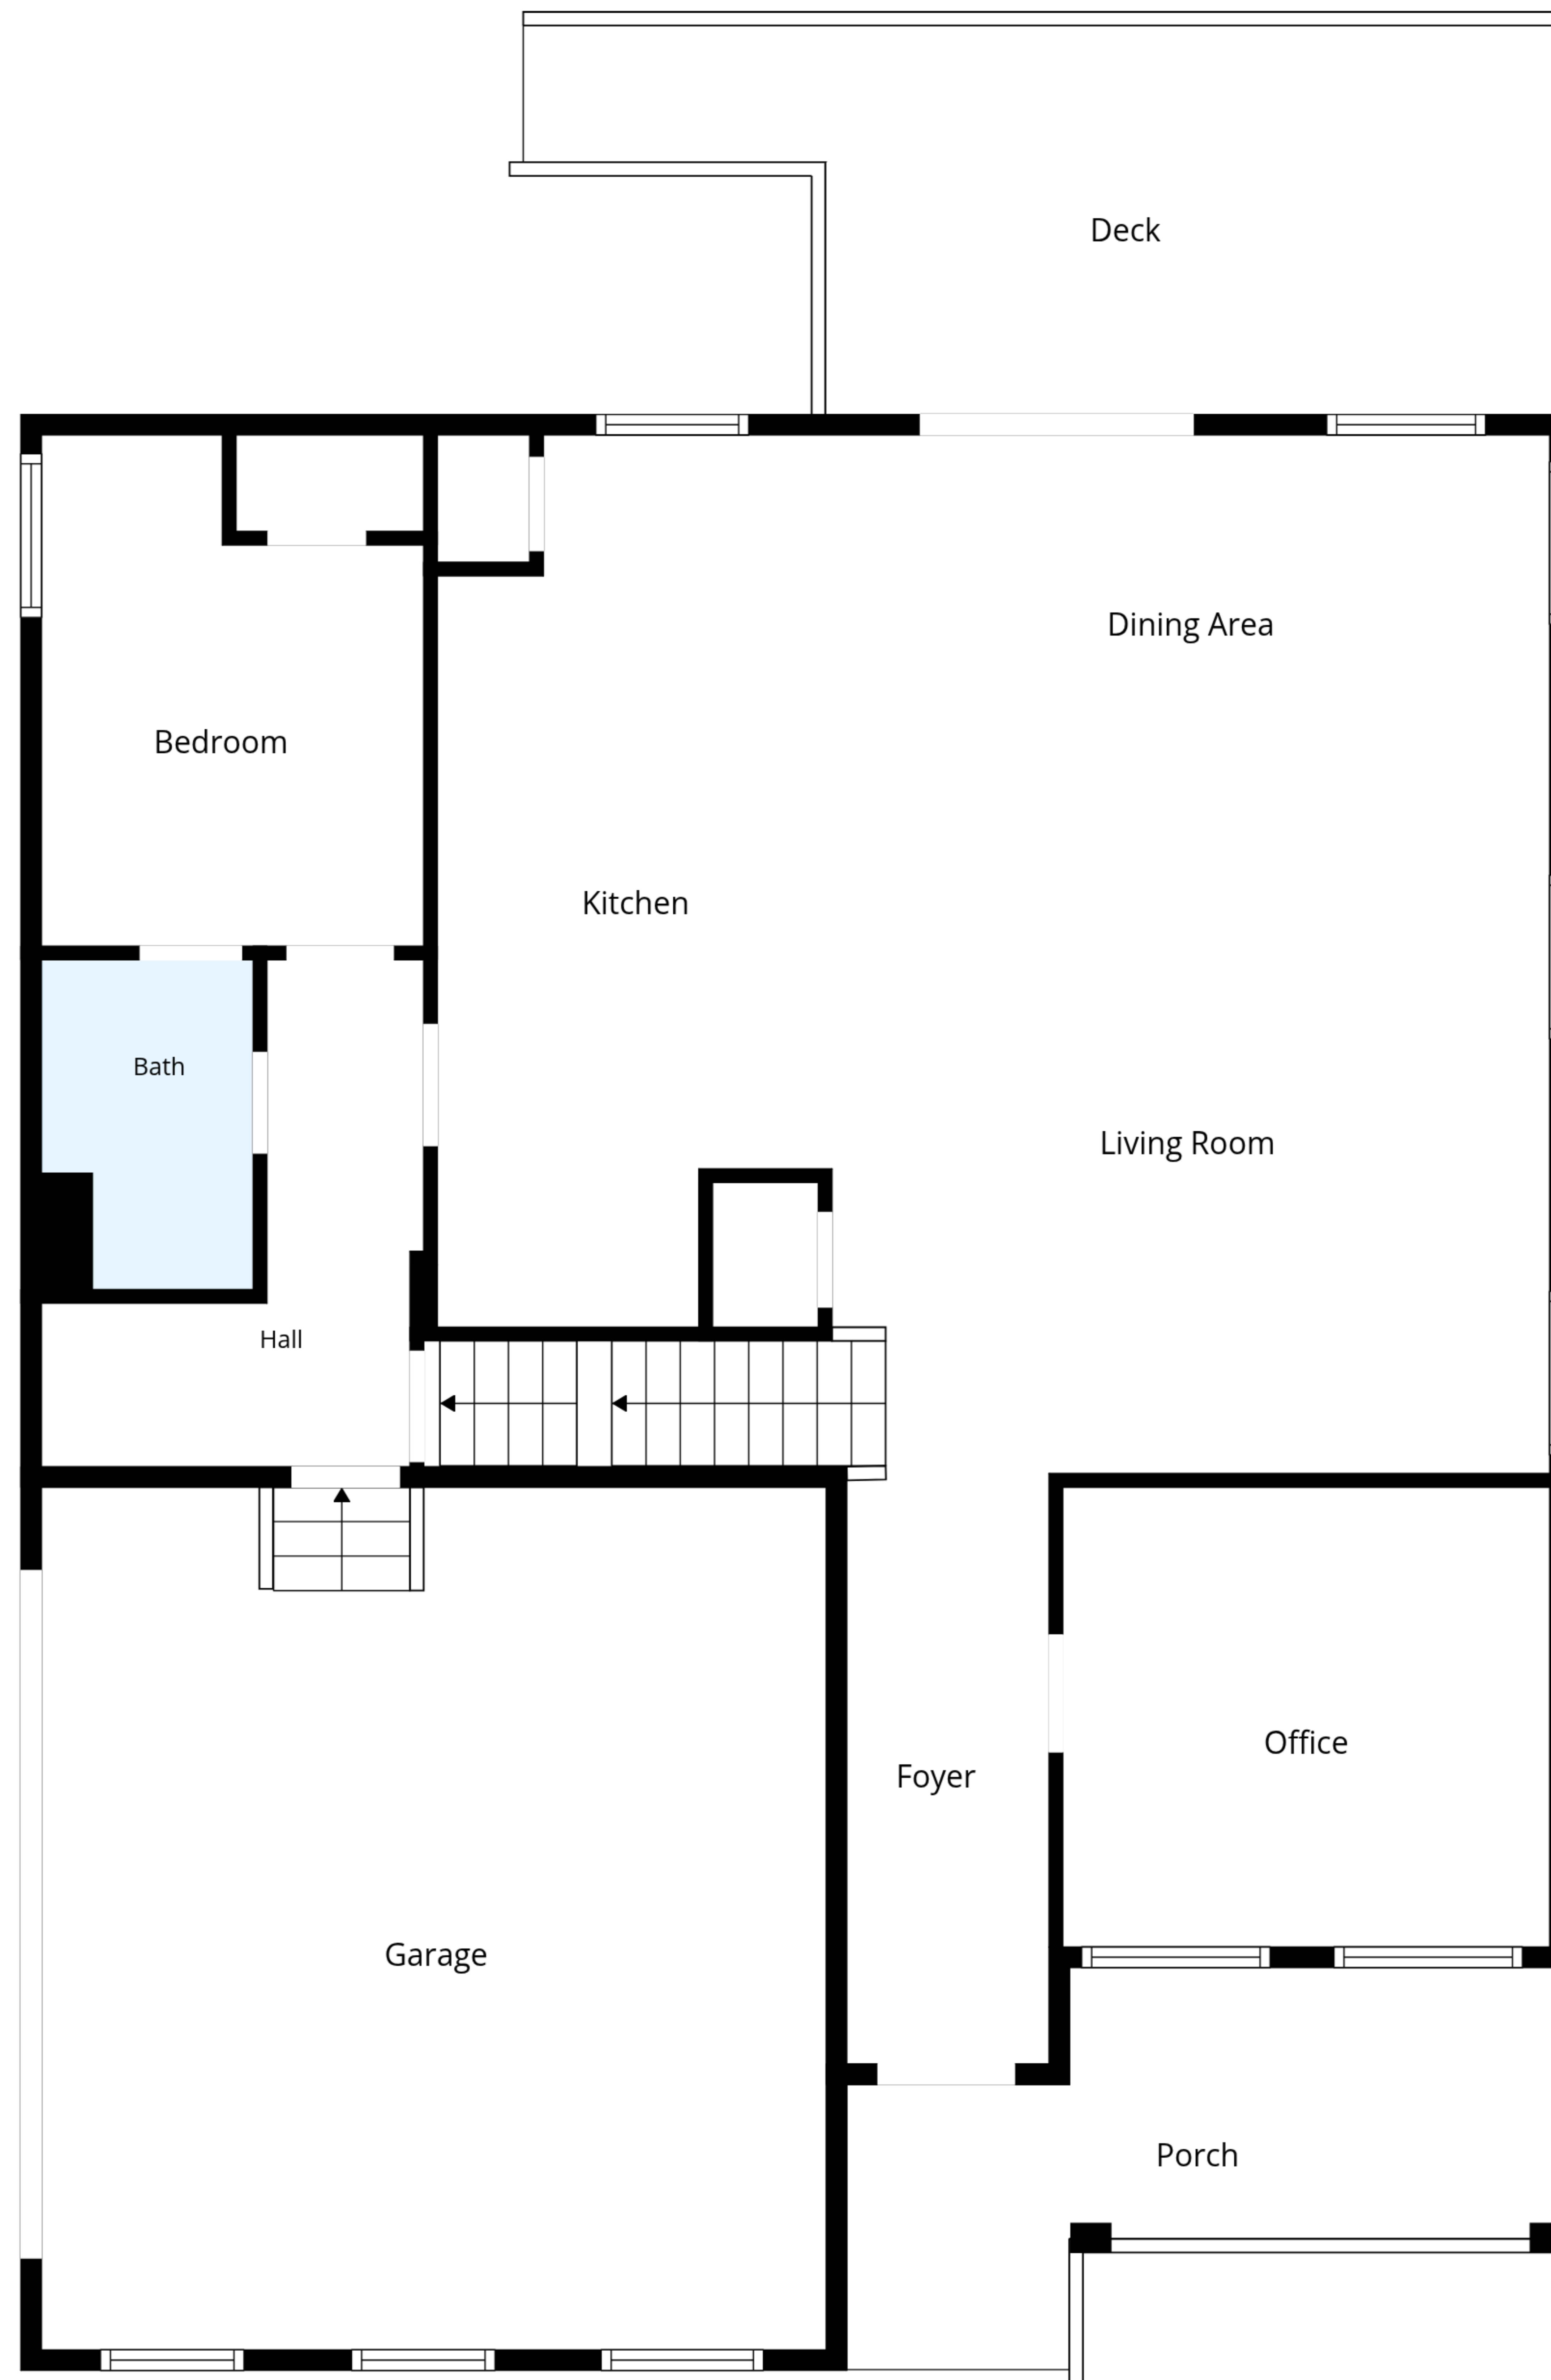 Deck
Dining Area
Bedroom
Kitchen
Bath
Living Room
Hall
Office
Foyer
Garage
Porch